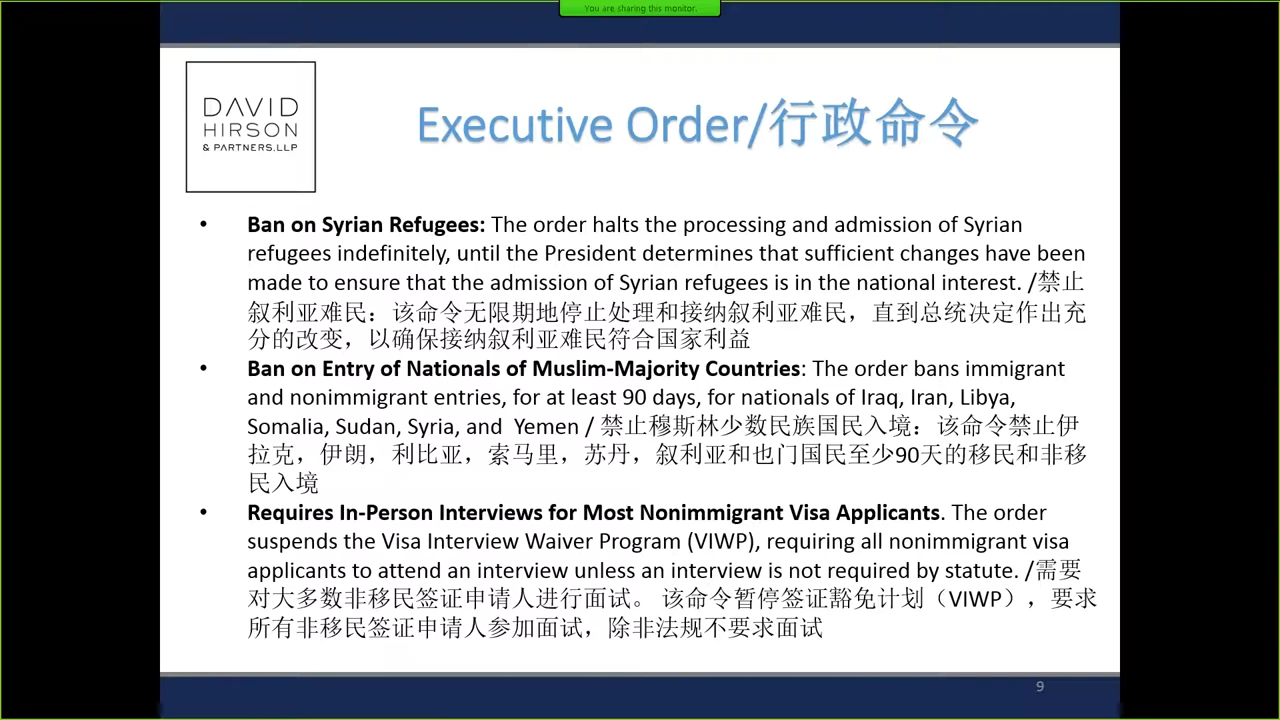 You are sharing this monitor.
DAVID
HIRSON
& PARTNERS,LLP
Executive Order/行政命令
• Ban on Syrian Refugees: The order halts the processing and admission of Syrian
refugees indefinitely, until the President determines that sufficient changes have been
made to ensure that the admission of Syrian refugees is in the national interest. /禁止
叙利亚难民：该命令无限期地停止处理和接纳叙利亚难民，直到总统决定作出充
分的改变，以确保接纳叙利亚难民符合国家利益
• Ban on Entry of Nationals of Muslim-Majority Countries: The order bans immigrant
and nonimmigrant entries, for at least 90 days, for nationals of Iraq, Iran, Libya,
Somalia, Sudan, Syria, and Yemen / 禁止穆斯林少数民族国民入境：该命令禁止伊
拉克，伊朗，利比亚，索马里，苏丹，叙利亚和也门国民至少90天的移民和非移
民入境
• Requires In-Person Interviews for Most Nonimmigrant Visa Applicants. The order
suspends the Visa Interview Waiver Program (VIWP), requiring all nonimmigrant visa
applicants to attend an interview unless an interview is not required by statute. /需要
对大多数非移民签证申请人进行面试。 该命令暂停签证豁免计划（VIWP），要求
所有非移民签证申请人参加面试，除非法规不要求面试
9